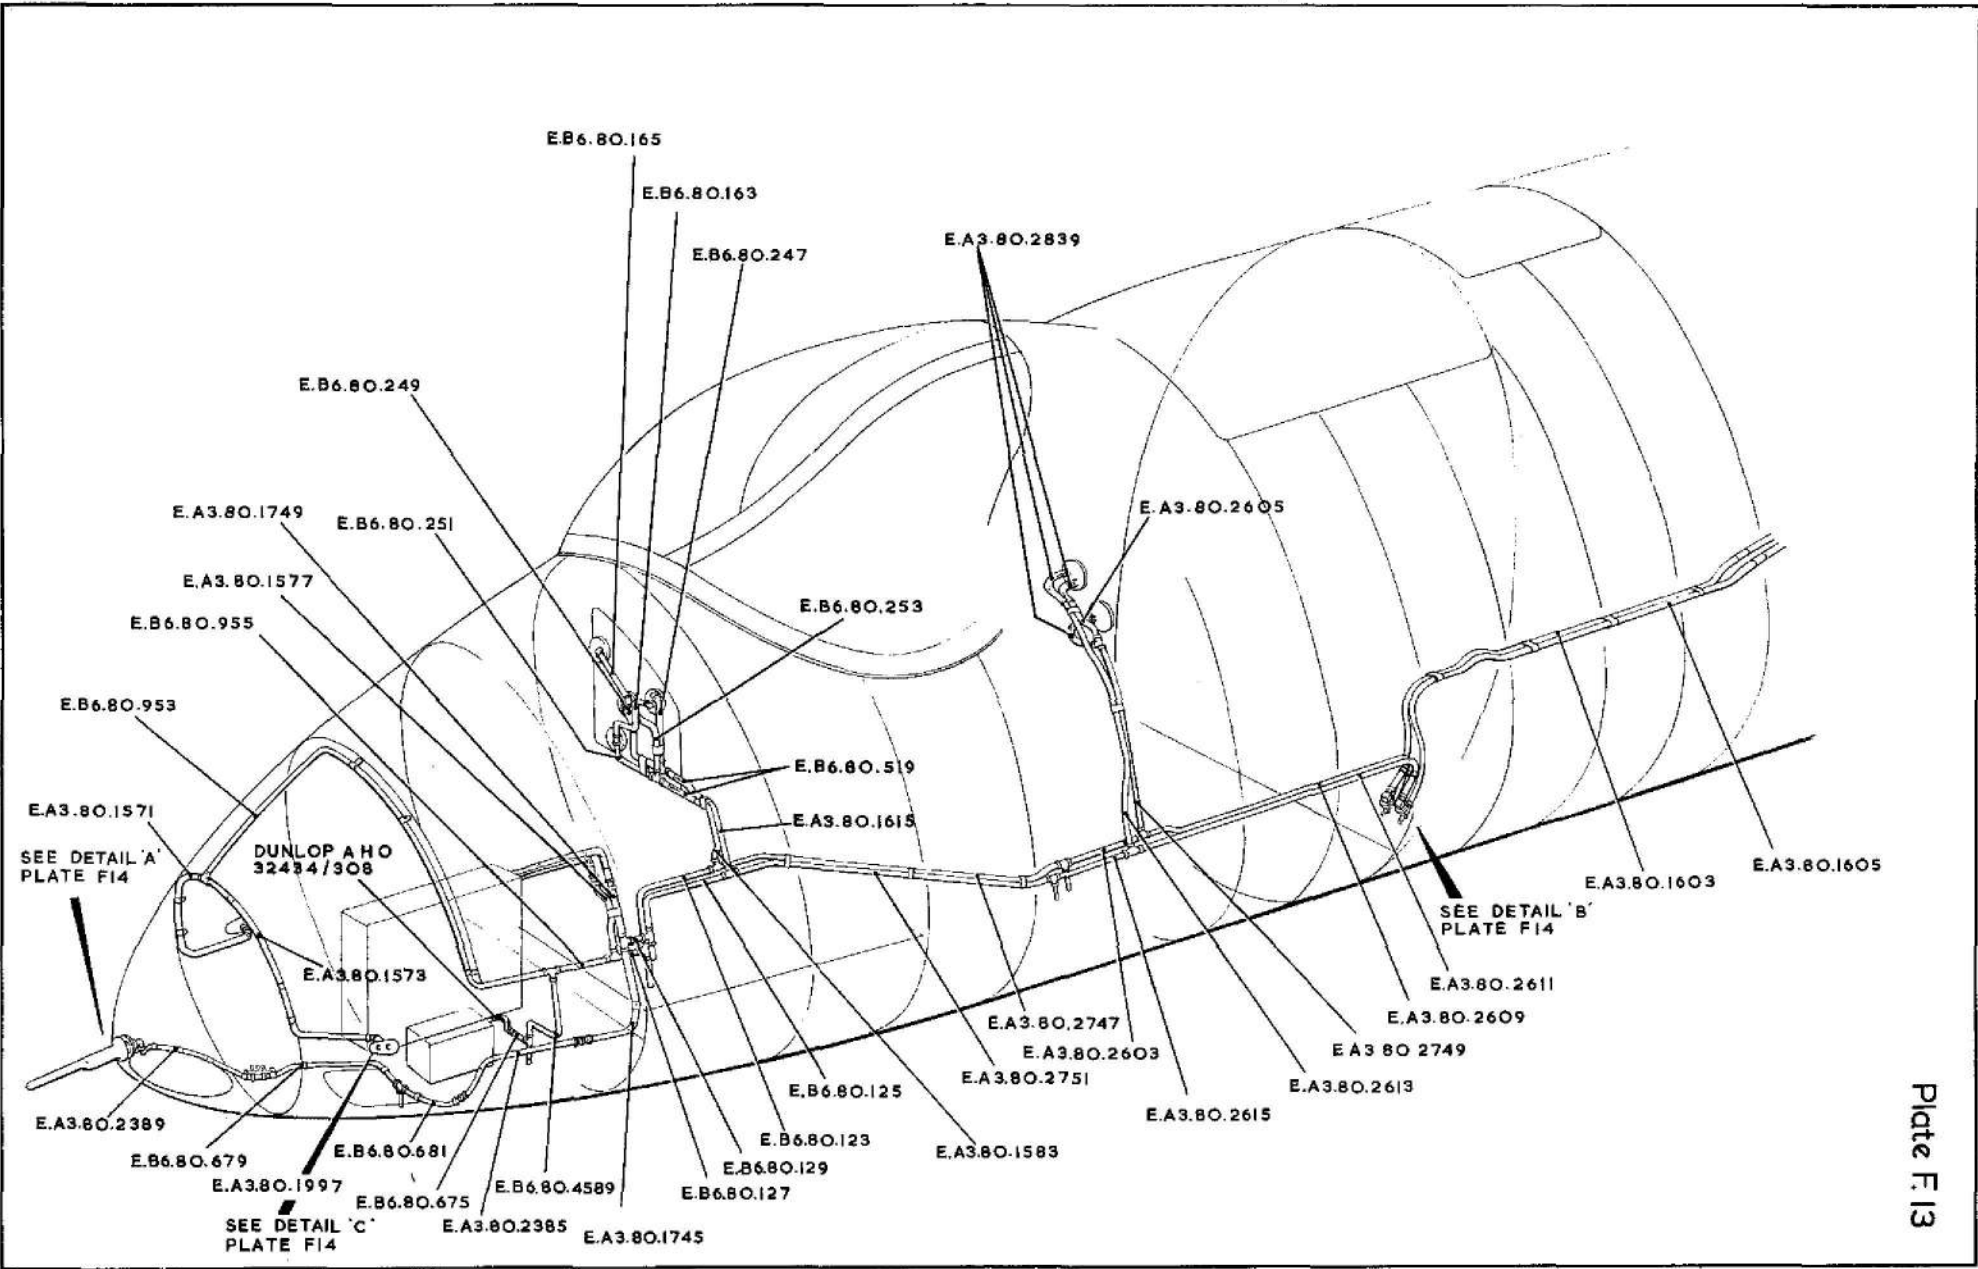 E.B6.80.165
E.B6.80.163
E.B6.80.247
E.A3.80.2839
E.B6.80.249
E.A3.80.1749
E.B6.80.251
E.A3.80.2605
E.A3.80.1577
E.B6.80.955
E.B6.80.253
E.B6.80.953
E.B6.80.519
E.A3.80.1571
E.A3.80.1615
DUNLOP AHO
32434/308
SEE DETAIL 'A'
PLATE F14
E.A3.80.1605
E.A3.80.1603
SEE DETAIL 'B'
PLATE F14
E.A3.80.1573
E.A3.80.2611
E.A3.80.2609
E.A3.80.2747
E.A3.80.2603
E A3 80 2749
E.A3.80.2751
E.A3.80.2613
E.B6.80.125
E.A3.80.2615
E.A3.80.2389
E.B6.80.123
E.A3.80.1583
E.B6.80.679
E.B6.80.681
E.B6.80.129
E.A3.80.1997
E.B6.80.4589
E.B6.80.127
E.B6.80.675
SEE DETAIL 'C'
PLATE F14
E.A3.80.2385
E.A3.80.1745
Plate F.13